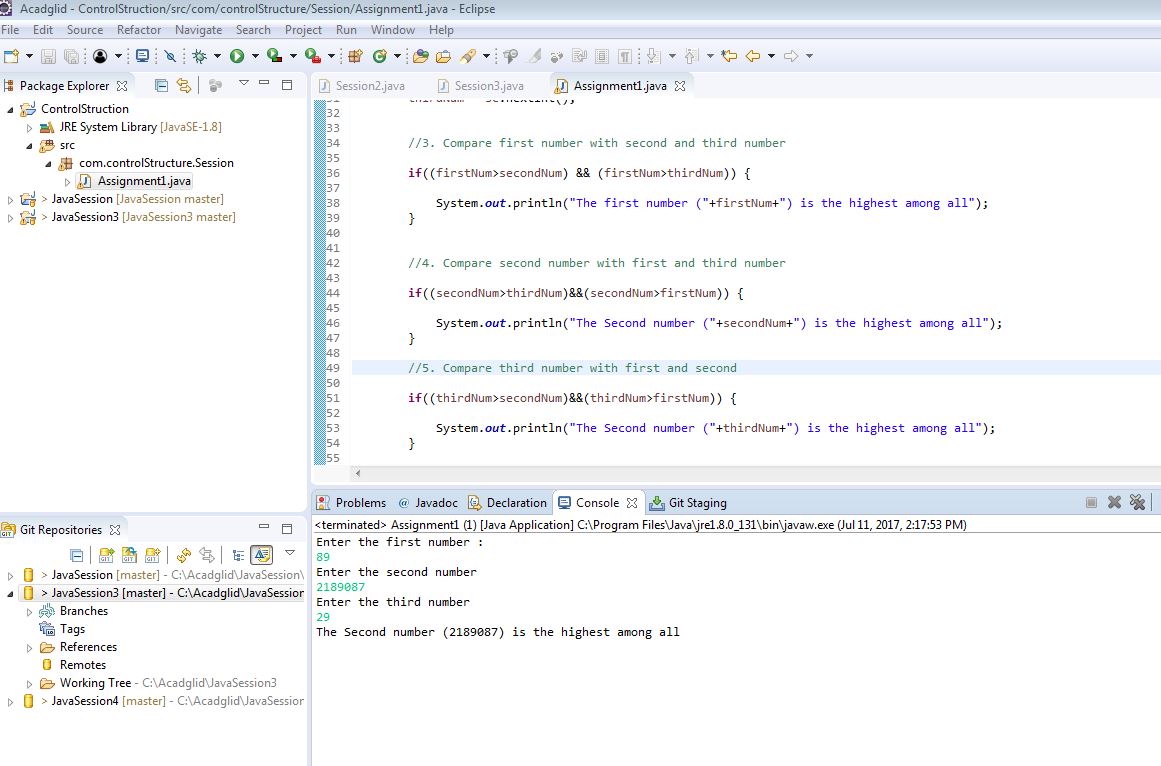 Acadglid - ControlStruction/src/com/controlStructure/Session/Assignment1.java - Eclipse
File Edit Source Refactor Navigate Search Project Run Window Help
Package Explorer
ControlStruction
JRE System Library [JavaSE-1.8]
src
com.controlStructure.Session
Assignment1.java
> JavaSession [JavaSession master]
> JavaSession3 [JavaSession3 master]
Session2.java Session3.java Assignment1.java
31 thirdNum = sc.nextInt();
32
33
34 //3. Compare first number with second and third number
35
36 if((firstNum>secondNum) && (firstNum>thirdNum)) {
37
38 System.out.println("The first number ("+firstNum+") is the highest among all");
39 }
40
41
42 //4. Compare second number with first and third number
43
44 if((secondNum>thirdNum)&&(secondNum>firstNum)) {
45
46 System.out.println("The Second number ("+secondNum+") is the highest among all");
47 }
48
49 //5. Compare third number with first and second
50
51 if((thirdNum>secondNum)&&(thirdNum>firstNum)) {
52
53 System.out.println("The Second number ("+thirdNum+") is the highest among all");
54 }
55
Git Repositories
> JavaSession [master] - C:\Acadglid\JavaSession\
> JavaSession3 [master] - C:\Acadglid\JavaSession
Branches
Tags
References
Remotes
Working Tree - C:\Acadglid\JavaSession3
> JavaSession4 [master] - C:\Acadglid\JavaSession
Problems @ Javadoc Declaration Console Git Staging
<terminated> Assignment1 (1) [Java Application] C:\Program Files\Java\jre1.8.0_131\bin\javaw.exe (Jul 11, 2017, 2:17:53 PM)
Enter the first number :
89
Enter the second number
2189087
Enter the third number
29
The Second number (2189087) is the highest among all